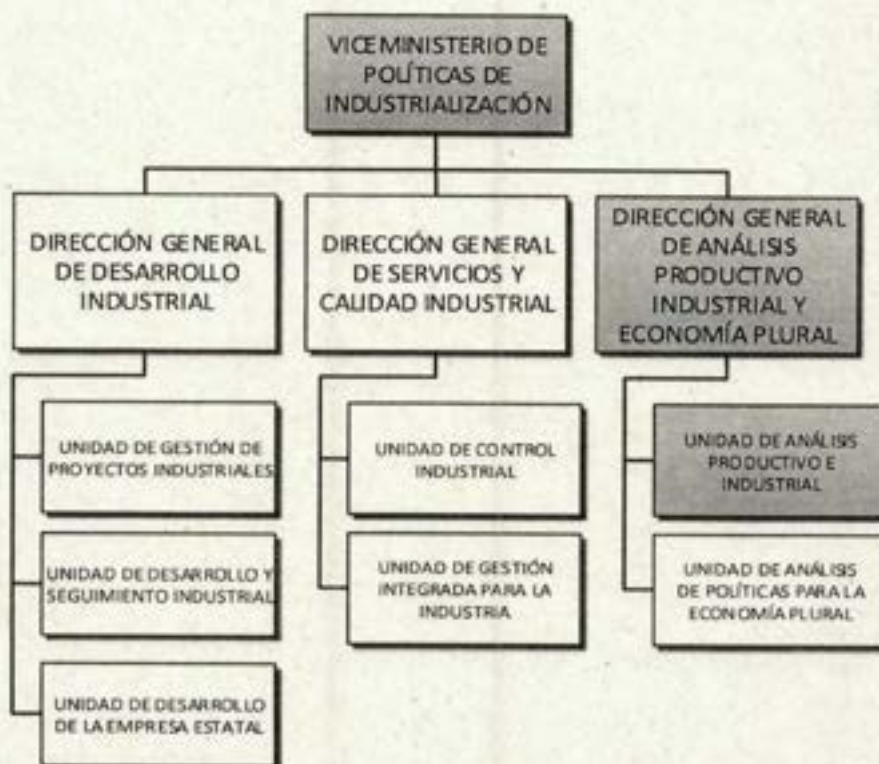 VICEMINISTERIO DE
POLÍTICAS DE
INDUSTRIALIZACIÓN
DIRECCIÓN GENERAL
DE DESARROLLO
INDUSTRIAL
DIRECCIÓN GENERAL
DE SERVICIOS Y
CALIDAD INDUSTRIAL
DIRECCIÓN GENERAL
DE ANÁLISIS
PRODUCTIVO
INDUSTRIAL Y
ECONOMÍA PLURAL
UNIDAD DE GESTIÓN DE
PROYECTOS INDUSTRIALES
UNIDAD DE DESARROLLO Y
SEGUIMIENTO INDUSTRIAL
UNIDAD DE DESARROLLO
DE LA EMPRESA ESTATAL
UNIDAD DE CONTROL
INDUSTRIAL
UNIDAD DE GESTIÓN
INTEGRADA PARA LA
INDUSTRIA
UNIDAD DE ANÁLISIS
PRODUCTIVO E
INDUSTRIAL
UNIDAD DE ANÁLISIS
DE POLÍTICAS PARA LA
ECONOMÍA PLURAL